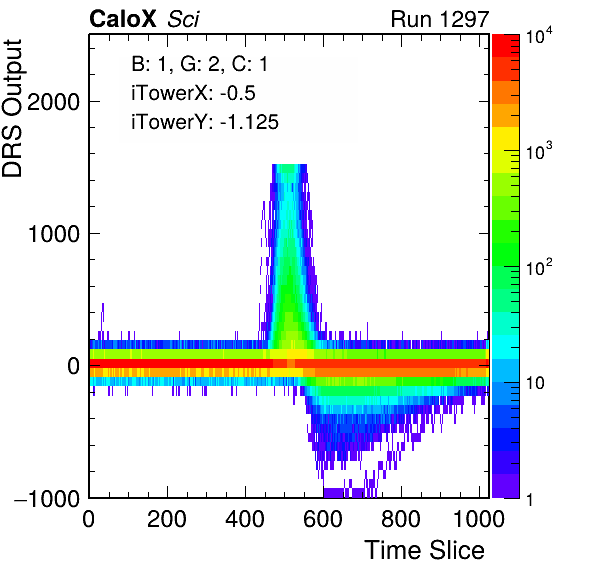 CaloX Sci
Run 1297
B: 1, G: 2, C: 1
iTowerX: -0.5
iTowerY: -1.125
DRS Output
2000
1000
0
−1000
0 200 400 600 800 1000
Time Slice
10^4
10^3
10^2
10
1